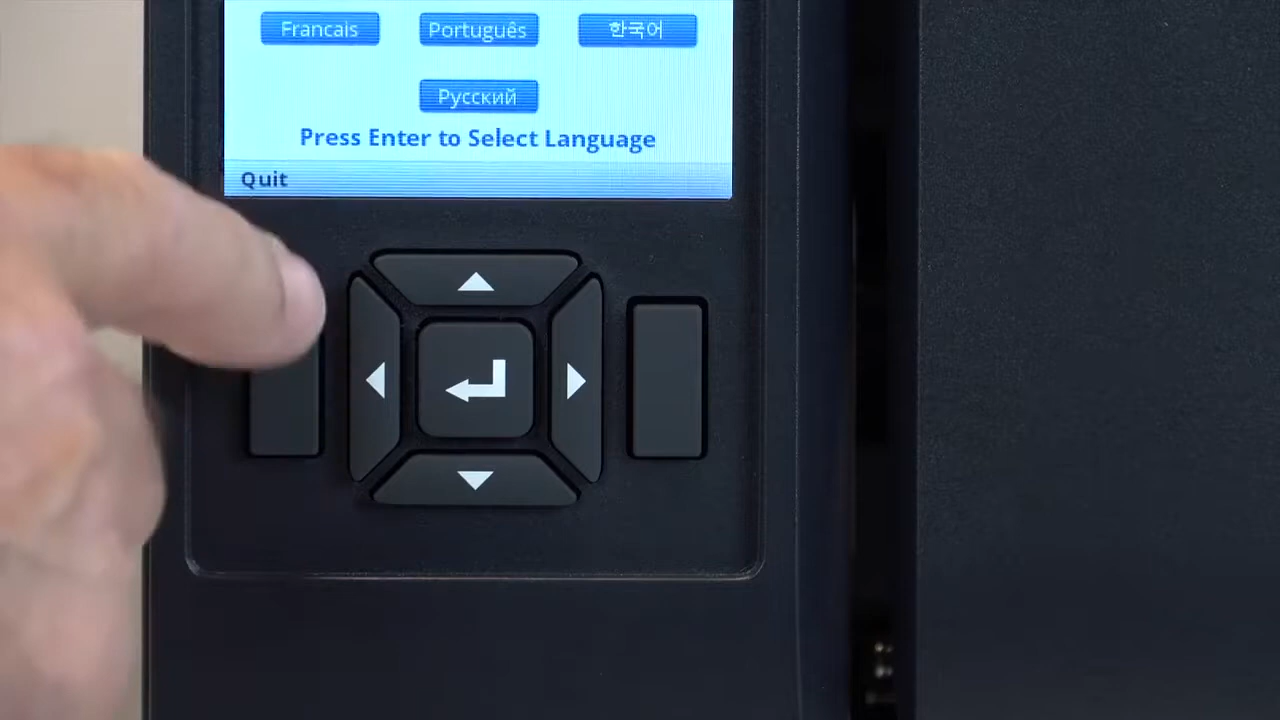 Francais Português 한국어
Русский
Press Enter to Select Language
Quit